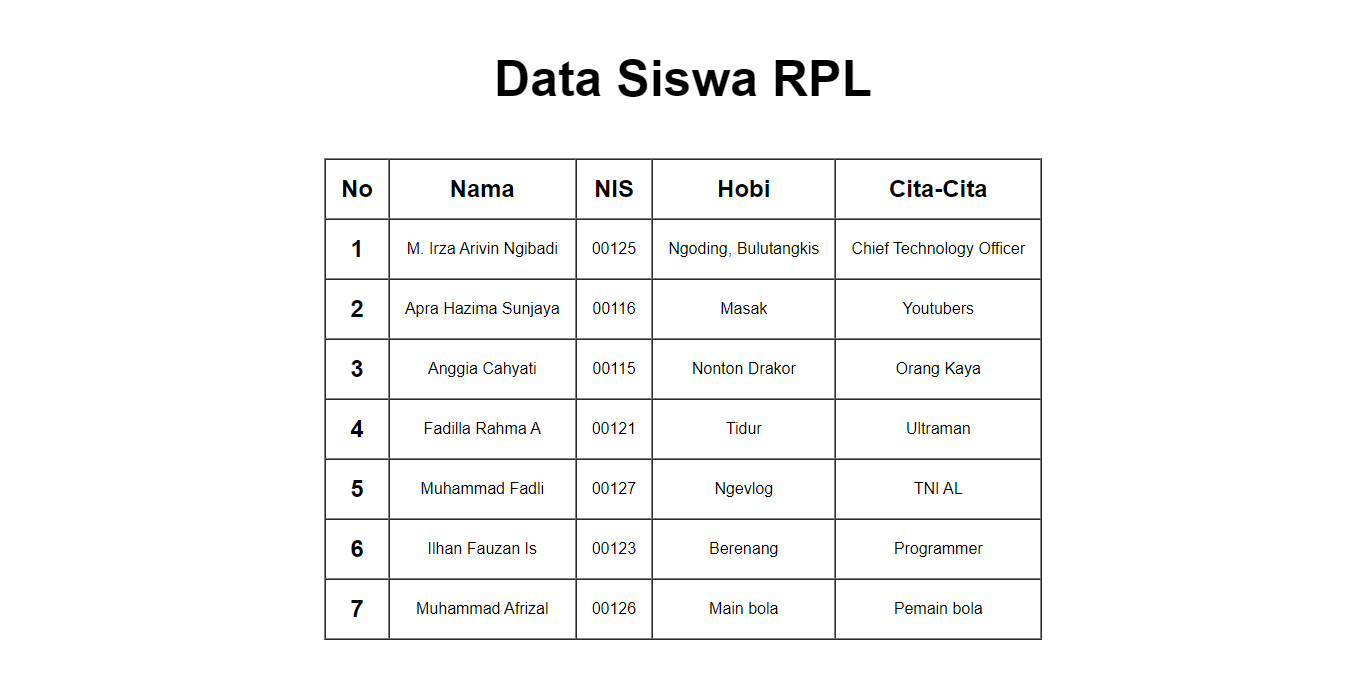 Data Siswa RPL
No Nama NIS Hobi Cita-Cita
1 M. Irza Arivin Ngibadi 00125 Ngoding, Bulutangkis Chief Technology Officer
2 Apra Hazima Sunjaya 00116 Masak Youtubers
3 Anggia Cahyati 00115 Nonton Drakor Orang Kaya
4 Fadilla Rahma A 00121 Tidur Ultraman
5 Muhammad Fadli 00127 Ngevlog TNI AL
6 Ilhan Fauzan Is 00123 Berenang Programmer
7 Muhammad Afrizal 00126 Main bola Pemain bola